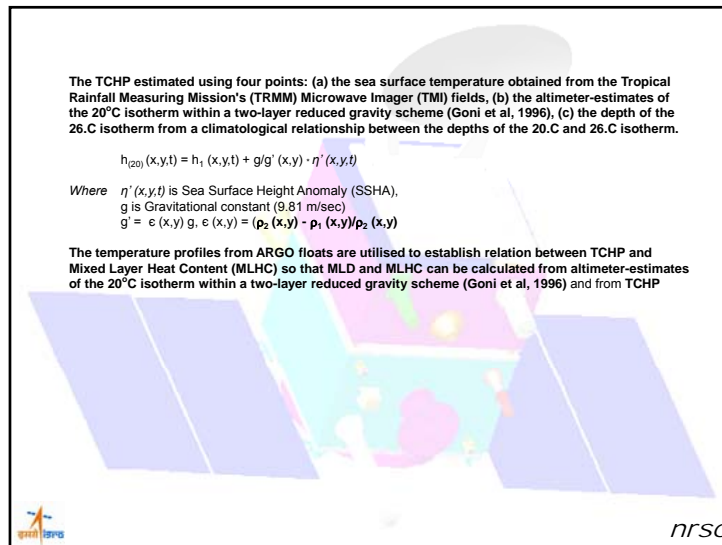 The TCHP estimated using four points: (a) the sea surface temperature obtained from the Tropical
Rainfall Measuring Mission's (TRMM) Microwave Imager (TMI) fields, (b) the altimeter-estimates
of the 20°C isotherm within a two-layer reduced gravity scheme (Goni et al, 1996), (c) the depth of the
26.C isotherm from a climatological relationship between the depths of the 20.C and 26.C isotherm.
h(20) (x,y,t) = h1 (x,y,t) + g/g' (x,y) · η' (x,y,t)
Where η' (x,y,t) is Sea Surface Height Anomaly (SSHA),
g is Gravitational constant (9.81 m/sec)
g' = ε (x,y) g, ε (x,y) = (ρ2 (x,y) - ρ1 (x,y)/ρ2 (x,y)
The temperature profiles from ARGO floats are utilised to establish relation between TCHP and
Mixed Layer Heat Content (MLHC) so that MLD and MLHC can be calculated from altimeter-estimates
of the 20°C isotherm within a two-layer reduced gravity scheme (Goni et al, 1996) and from TCHP
इसरो isro
nrsc